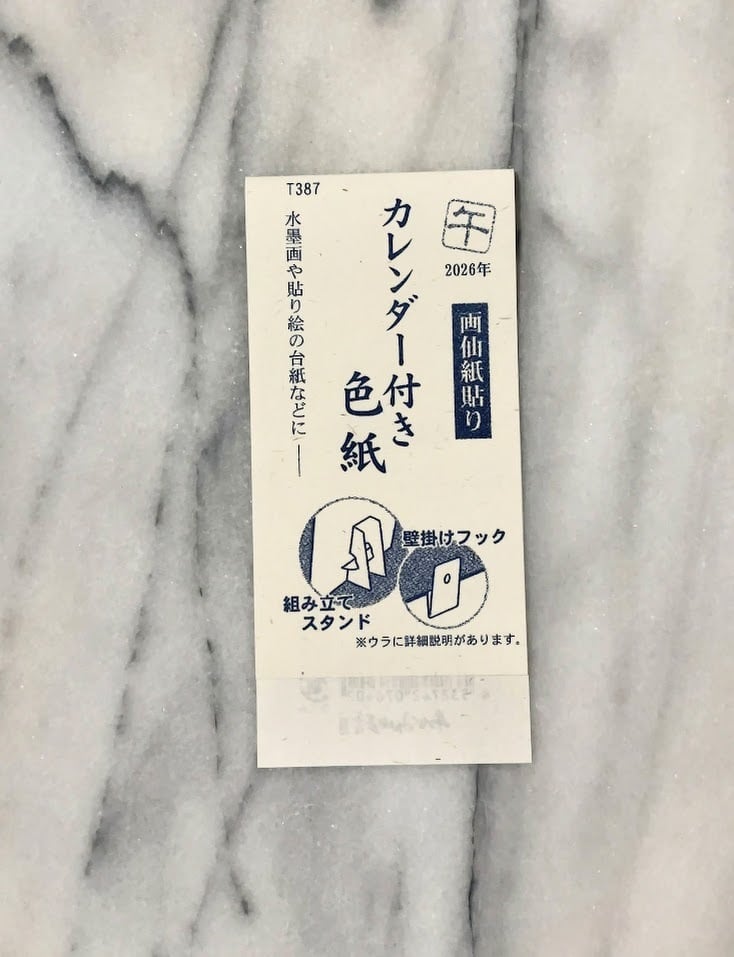 T387
午
2026年
画仙紙貼り
カレンダー付き
色紙
水墨画や貼り絵の台紙などに――
壁掛けフック
組み立て
スタンド
※ウラに詳細説明があります。